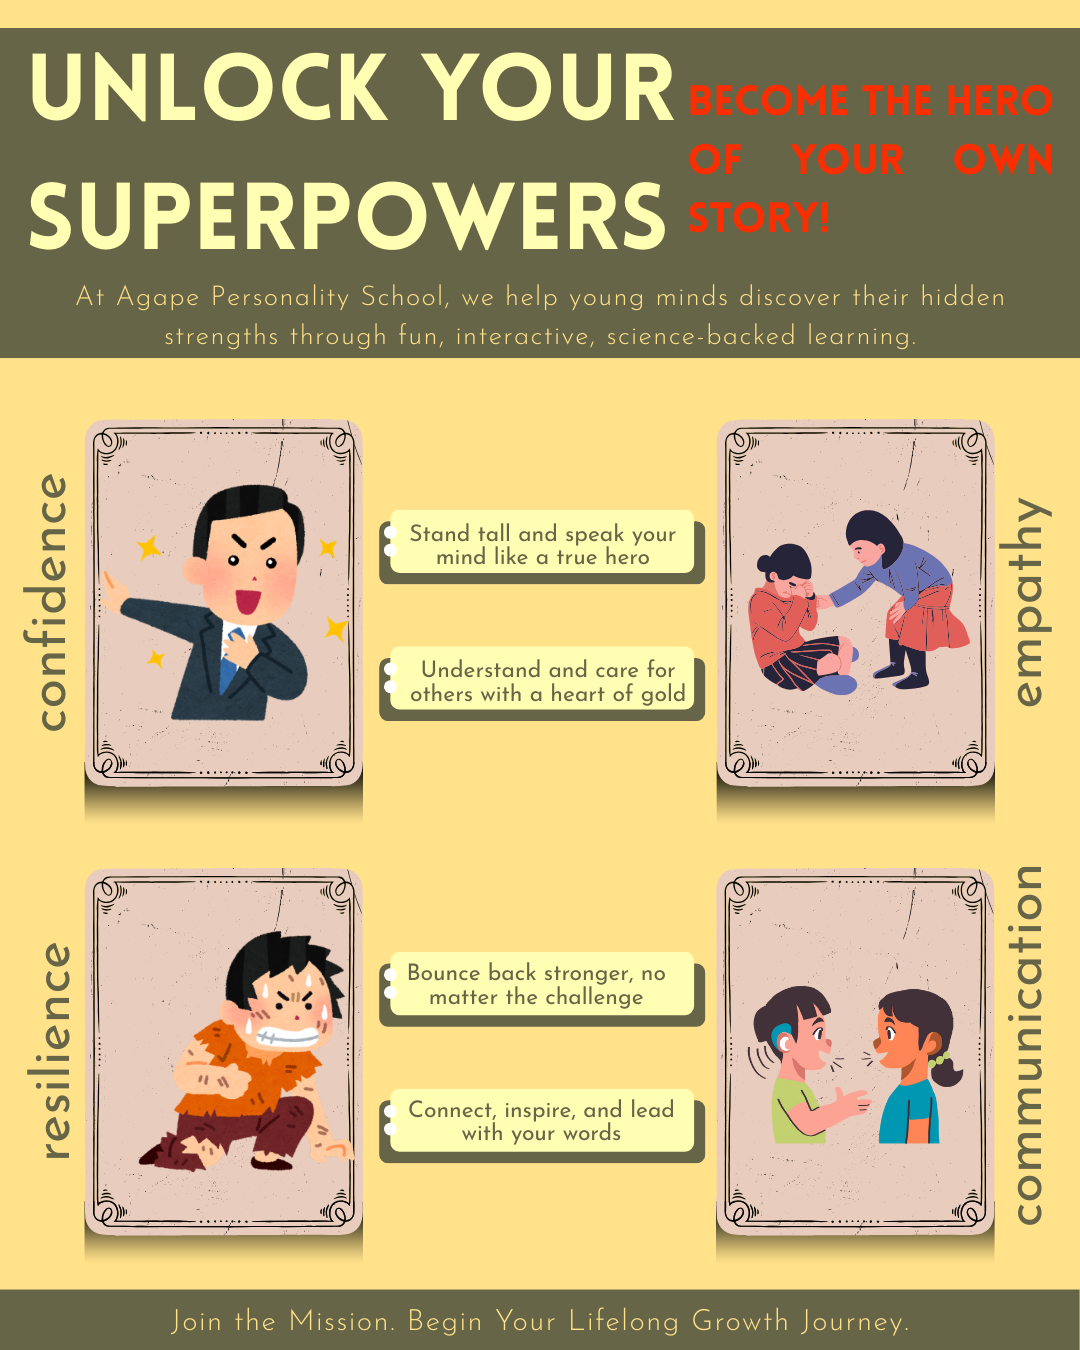 UNLOCK YOUR
SUPERPOWERS
BECOME THE HERO
OF YOUR OWN
STORY!
At Agape Personality School, we help young minds discover their hidden
strengths through fun, interactive, science-backed learning.
confidence
Stand tall and speak your
mind like a true hero
Understand and care for
others with a heart of gold
empathy
resilience
Bounce back stronger, no
matter the challenge
Connect, inspire, and lead
with your words
communication
Join the Mission. Begin Your Lifelong Growth Journey.